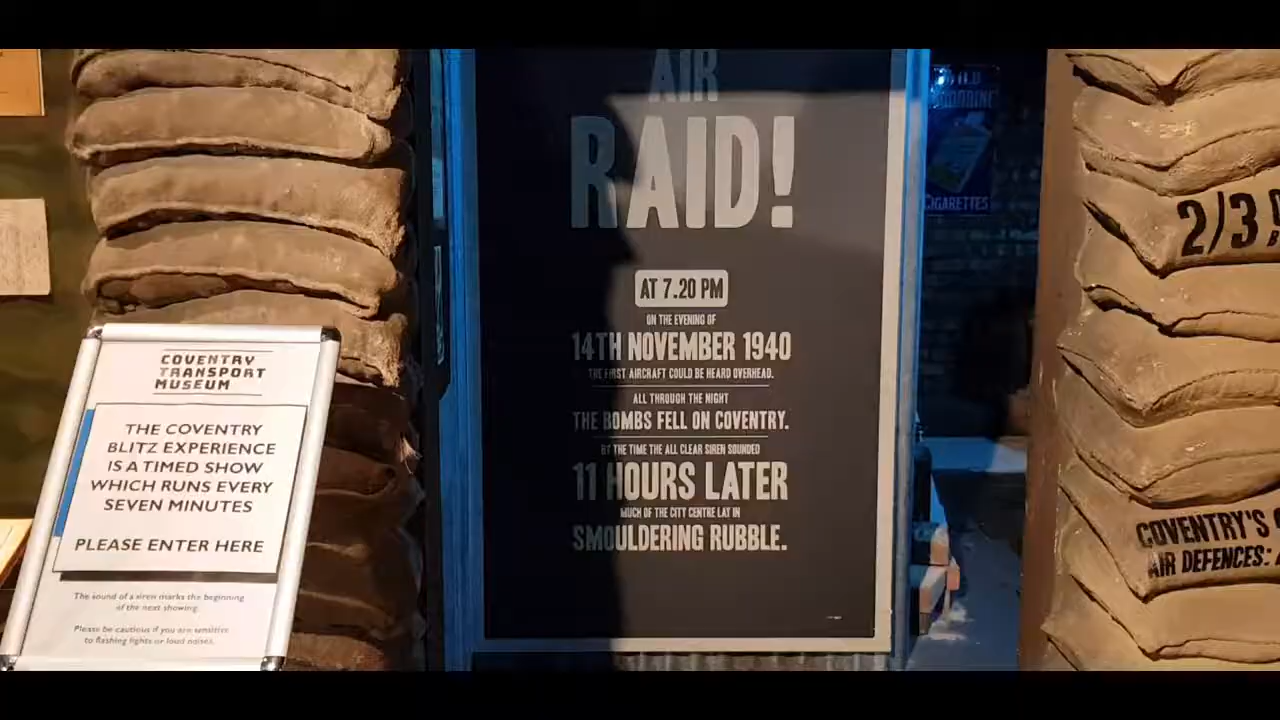 COVENTRY
TRANSPORT
MUSEUM
THE COVENTRY
BLITZ EXPERIENCE
IS A TIMED SHOW
WHICH RUNS EVERY
SEVEN MINUTES
PLEASE ENTER HERE
The sound of a siren marks the beginning
of the next showing.
Please be cautious if you are sensitive
to flashing lights or loud noises.
AIR
RAID!
AT 7.20 PM
ON THE EVENING OF
14TH NOVEMBER 1940
THE FIRST AIRCRAFT COULD BE HEARD OVERHEAD.
ALL THROUGH THE NIGHT
THE BOMBS FELL ON COVENTRY.
BY THE TIME THE ALL CLEAR SIREN SOUNDED
11 HOURS LATER
MUCH OF THE CITY CENTRE LAY IN
SMOULDERING RUBBLE.
CIGARETTES
2/3
COVENTRY'S
AIR DEFENCES: